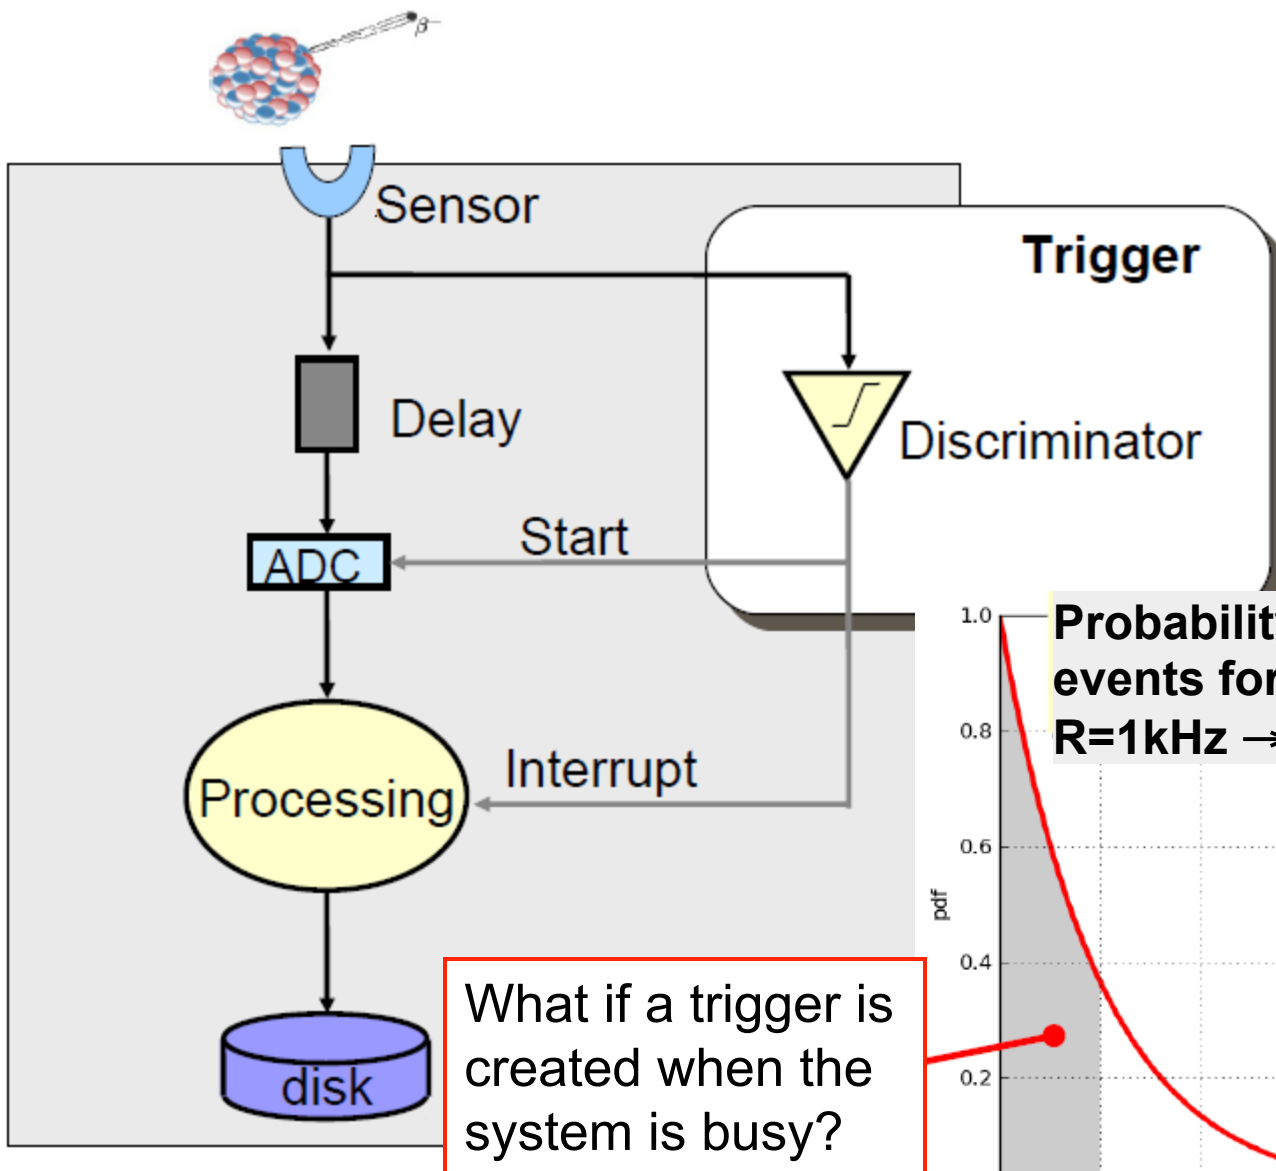 β−
Sensor
Trigger
Delay
Discriminator
Start
ADC
1.0
Probability
events for
R=1kHz →
0.8
Interrupt
Processing
0.6
pdf
0.4
What if a trigger is
created when the
system is busy?
0.2
disk